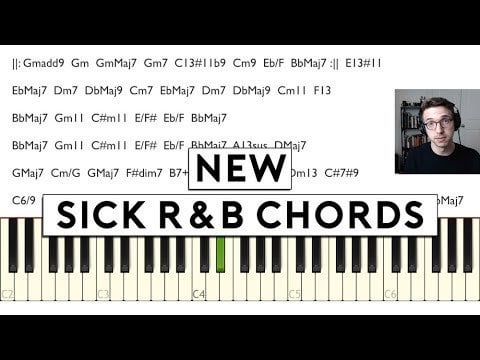 ||: Gmadd9 Gm GmMaj7 Gm7 C13#11b9 Cm9 Eb/F BbMaj7 :|| E13#11
EbMaj7 Dm7 DbMaj9 Cm7 EbMaj7 Dm7 DbMaj9 Cm11 F13
BbMaj7 Gm11 C#m11 E/F# Eb/F BbMaj7
BbMaj7 Gm11 C#m11 E/F# Eb/F BbMaj7 A13sus DMaj7
GMaj7 Cm/G GMaj7 F#dim7 B7+ Dm13 C#7#9
NEW
C6/9 bMaj7
SICK R&B CHORDS
C2 C3 C4 C5 C6